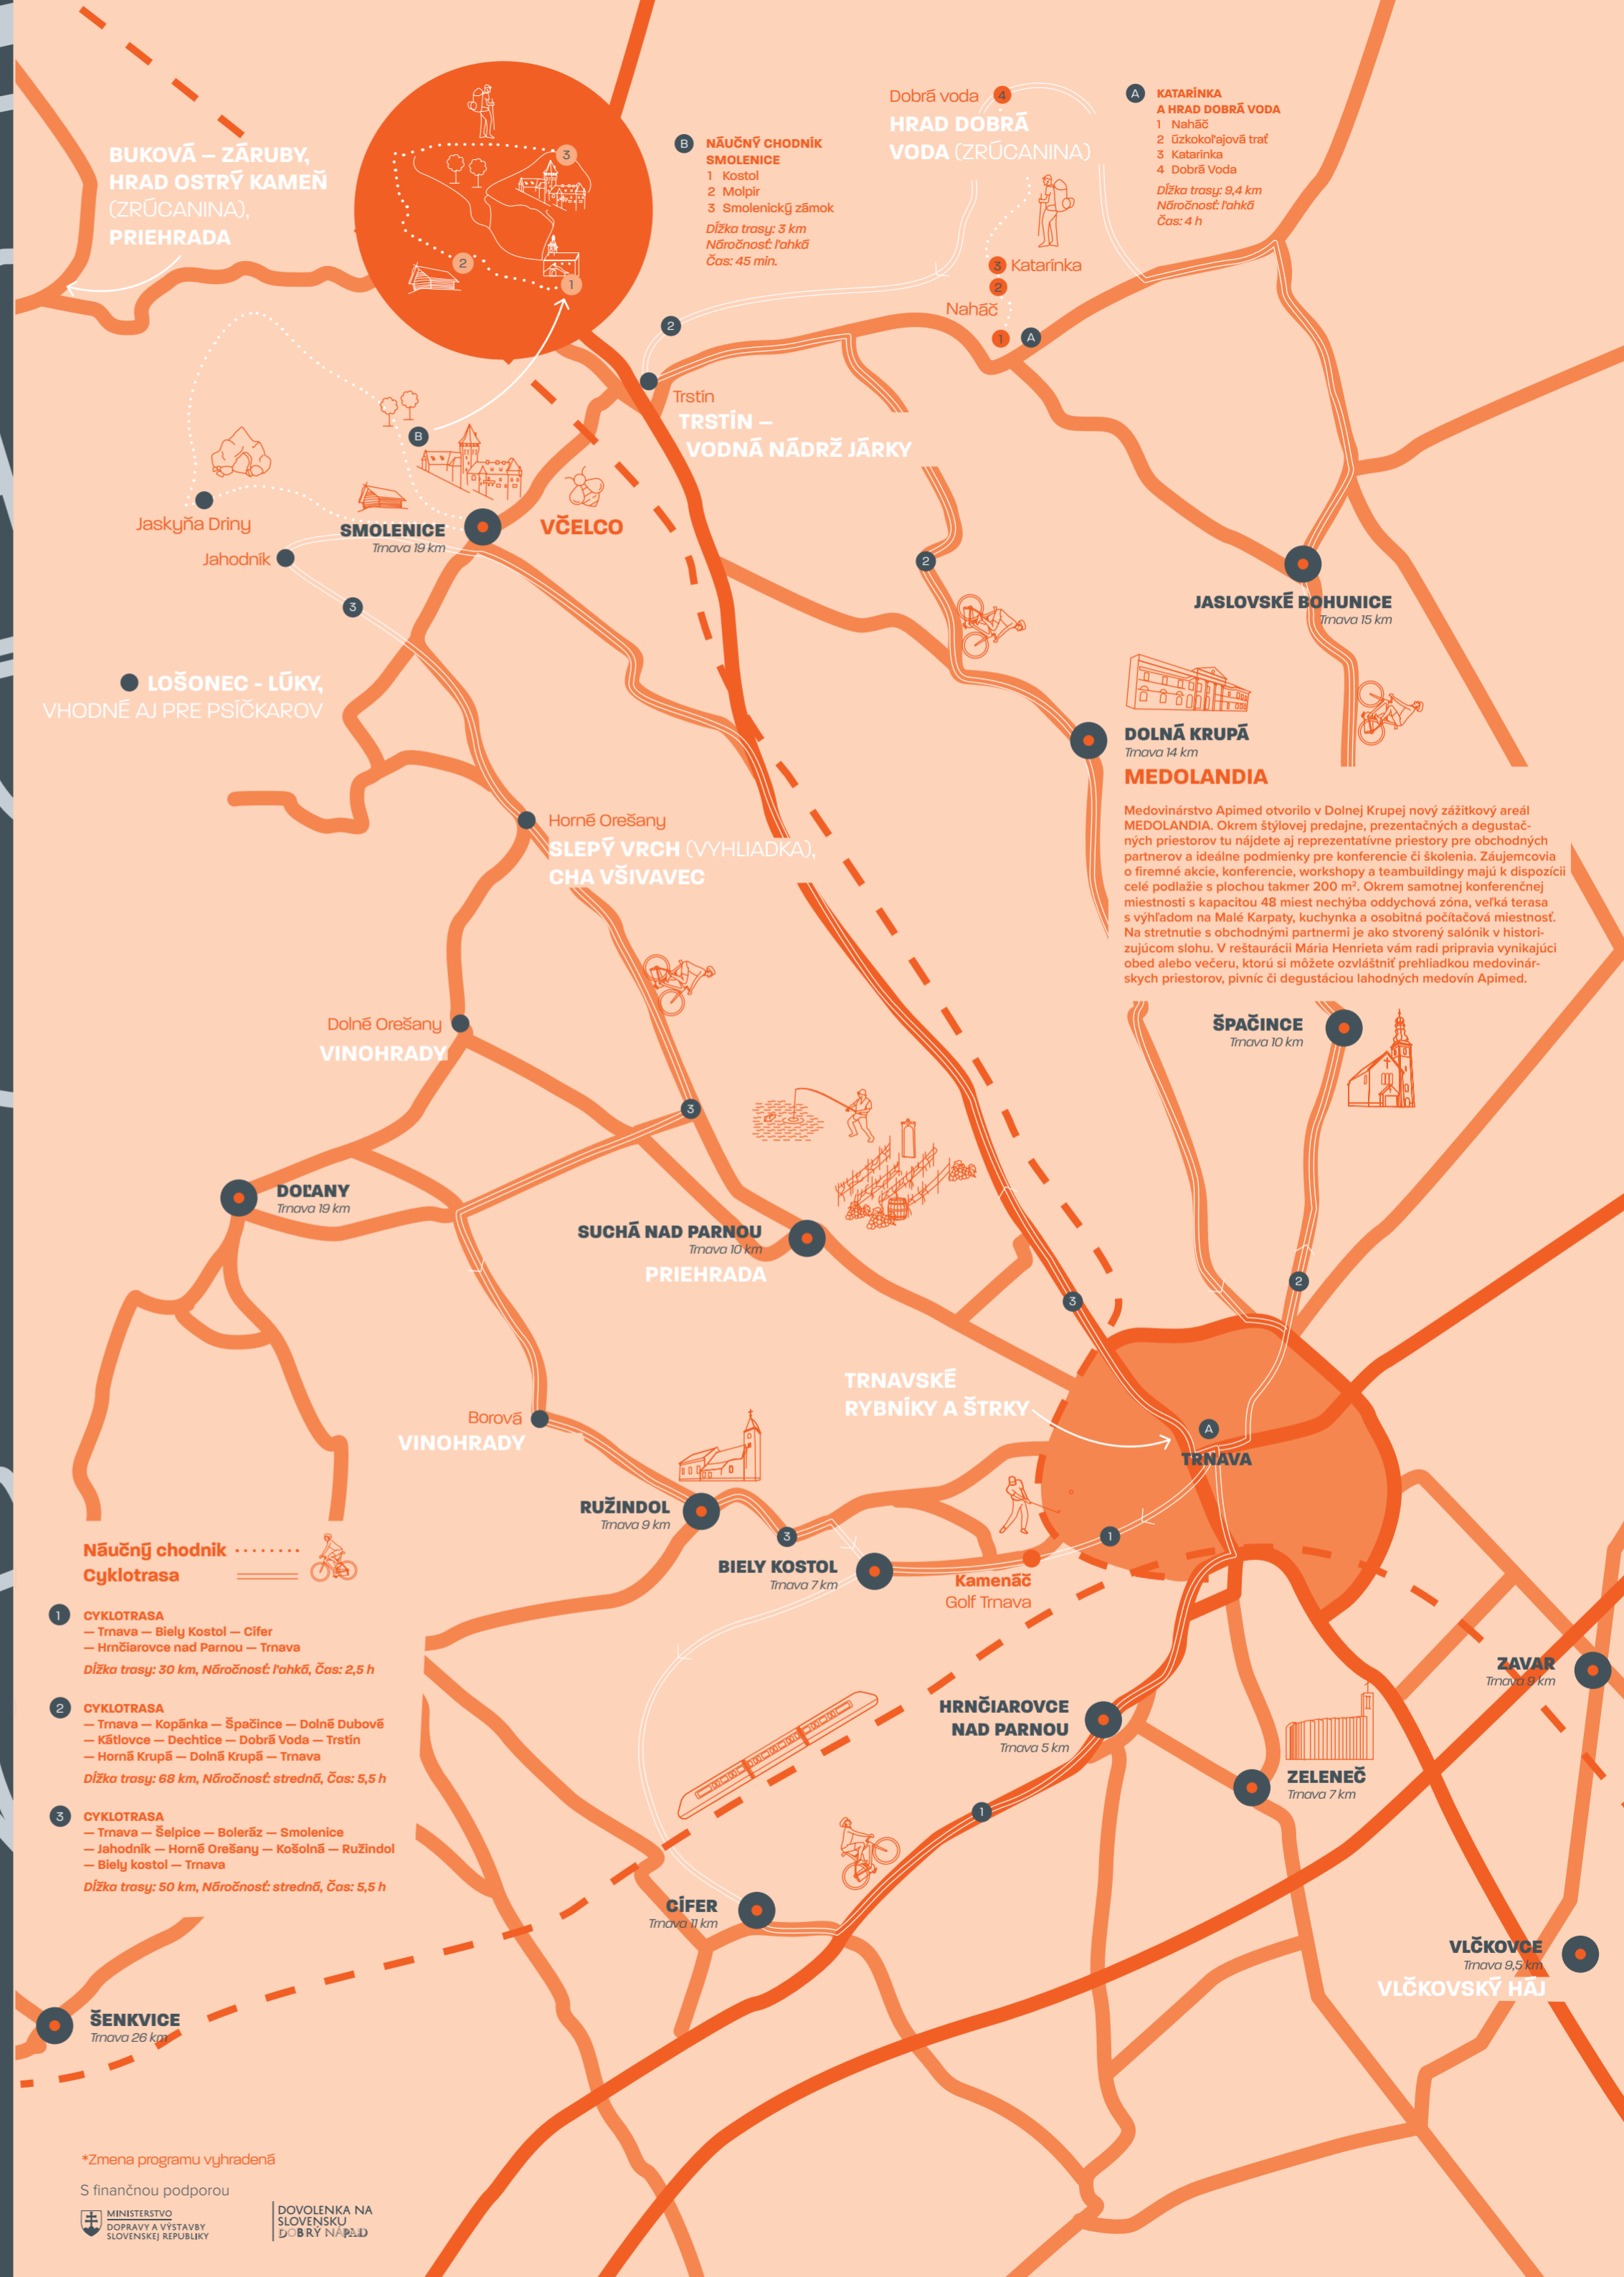 BUKOVÁ – ZÁRUBY,
HRAD OSTRÝ KAMEŇ
(ZRÚCANINA),
PRIEHRADA
3
2
1
B NÁUČNÝ CHODNÍK
SMOLENICE
1 Kostol
2 Molpír
3 Smolenický zámok
Dĺžka trasy: 3 km
Náročnosť: ľahká
Čas: 45 min.
Dobrá voda 4
HRAD DOBRÁ
VODA (ZRÚCANINA)
A KATARÍNKA
A HRAD DOBRÁ VODA
1 Naháč
2 úzkokoľajová trať
3 Katarínka
4 Dobrá Voda
Dĺžka trasy: 9,4 km
Náročnosť: ľahká
Čas: 4 h
3 Katarínka
2
Naháč
1 A
2
Trstín
TRSTÍN –
VODNÁ NÁDRŽ JÁRKY
B
Jaskyňa Driny
SMOLENICE
Trnava 19 km
VČELCO
Jahodník
3
2
JASLOVSKÉ BOHUNICE
Trnava 15 km
LOŠONEC - LÚKY,
VHODNÉ AJ PRE PSÍČKAROV
DOLNÁ KRUPÁ
Trnava 14 km
MEDOLANDIA
Medovinárstvo Apimed otvorilo v Dolnej Krupej nový zážitkový areál
MEDOLANDIA. Okrem štýlovej predajne, prezentačných a degustač-
ných priestorov tu nájdete aj reprezentatívne priestory pre obchodných
partnerov a ideálne podmienky pre konferencie či školenia. Záujemcovia
o firemné akcie, konferencie, workshopy a teambuildingy majú k dispozícii
celé podlažie s plochou takmer 200 m². Okrem samotnej konferenčnej
miestnosti s kapacitou 48 miest nechýba oddychová zóna, veľká terasa
s výhľadom na Malé Karpaty, kuchynka a osobitná počítačová miestnosť.
Na stretnutie s obchodnými partnermi je ako stvorený salónik v histori-
zujúcom slohu. V reštaurácii Mária Henrieta vám radi pripravia vynikajúci
obed alebo večeru, ktorú si môžete ozvláštniť prehliadkou medovinár-
skych priestorov, pivníc či degustáciou lahodných medovín Apimed.
Horné Orešany
SLEPÝ VRCH (VYHLIADKA),
CHA VŠIVAVEC
ŠPAČINCE
Trnava 10 km
Dolné Orešany
VINOHRADY
3
DOĽANY
Trnava 19 km
SUCHÁ NAD PARNOU
Trnava 10 km
PRIEHRADA
2
3
TRNAVSKÉ
RYBNÍKY A ŠTRKY
A
TRNAVA
Borová
VINOHRADY
RUŽINDOL
Trnava 9 km
3
1
BIELY KOSTOL
Trnava 7 km
Kamenáč
Golf Trnava
Náučný chodník
Cyklotrasa
1 CYKLOTRASA
— Trnava — Biely Kostol — Cífer
— Hrnčiarovce nad Parnou — Trnava
Dĺžka trasy: 30 km, Náročnosť: ľahká, Čas: 2,5 h
2 CYKLOTRASA
— Trnava — Kopánka — Špačince — Dolné Dubové
— Kátlovce — Dechtice — Dobrá Voda — Trstín
— Horná Krupá — Dolná Krupá — Trnava
Dĺžka trasy: 68 km, Náročnosť: stredná, Čas: 5,5 h
3 CYKLOTRASA
— Trnava — Šelpice — Boleráz — Smolenice
— Jahodník — Horné Orešany — Košolná — Ružindol
— Biely kostol — Trnava
Dĺžka trasy: 50 km, Náročnosť: stredná, Čas: 5,5 h
ZAVAR
Trnava 9 km
HRNČIAROVCE
NAD PARNOU
Trnava 5 km
ZELENEČ
Trnava 7 km
1
CÍFER
Trnava 11 km
VLČKOVCE
Trnava 9,5 km
VLČKOVSKÝ HÁJ
ŠENKVICE
Trnava 26 km
*Zmena programu vyhradená
S finančnou podporou
MINISTERSTVO
DOPRAVY A VÝSTAVBY
SLOVENSKEJ REPUBLIKY
DOVOLENKA NA
SLOVENSKU
DOBRÝ NÁPAD